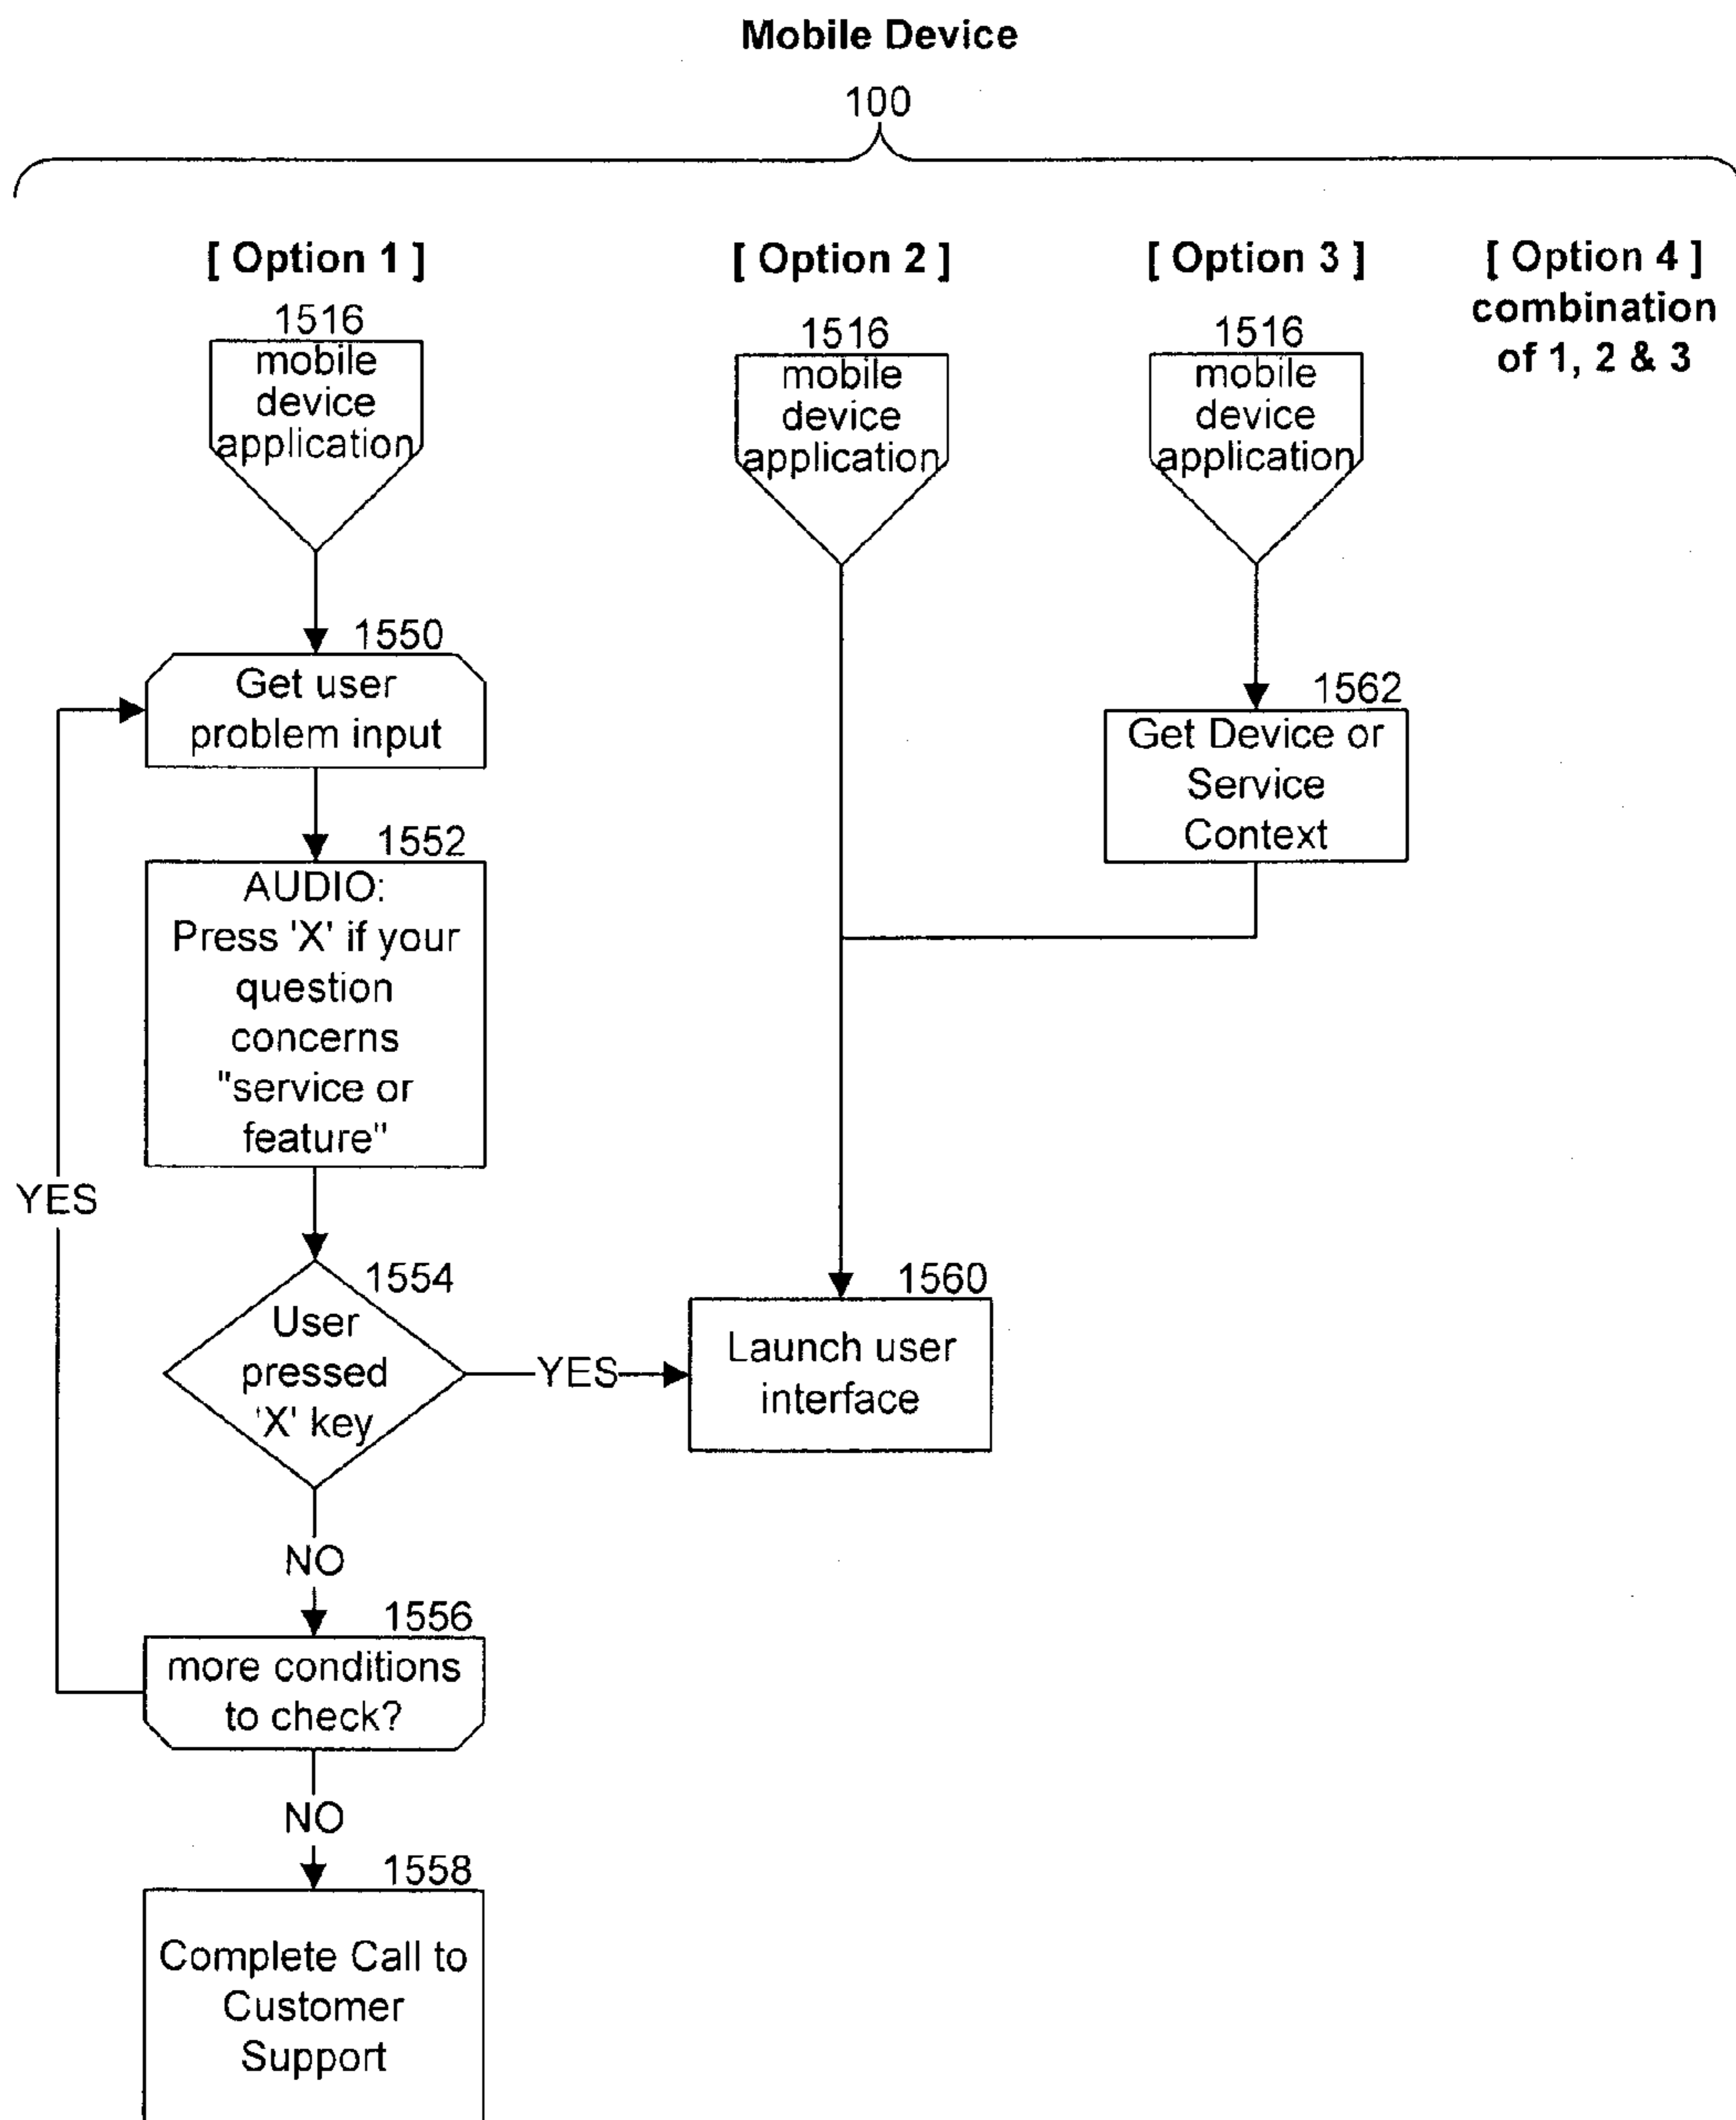 Mobile Device
100
[ Option 1 ]
1516
mobile
device
application
1550
Get user
problem input
1552
AUDIO:
Press 'X' if your
question
concerns
"service or
feature"
YES
1554
User
pressed
'X' key
YES
NO
1556
more conditions
to check?
NO
1558
Complete Call to
Customer
Support
[ Option 2 ]
1516
mobile
device
application
1560
Launch user
interface
[ Option 3 ]
1516
mobile
device
application
1562
Get Device or
Service
Context
[ Option 4 ]
combination
of 1, 2 & 3